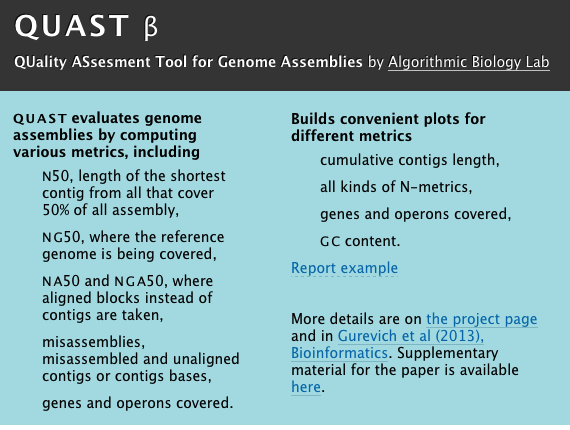 QUAST β
QUality ASsesment Tool for Genome Assemblies by Algorithmic Biology Lab
QUAST evaluates genome
assemblies by computing
various metrics, including
N50, length of the shortest
contig from all that cover
50% of all assembly,
NG50, where the reference
genome is being covered,
NA50 and NGA50, where
aligned blocks instead of
contigs are taken,
misassemblies,
misassembled and unaligned
contigs or contigs bases,
genes and operons covered.
Builds convenient plots for
different metrics
cumulative contigs length,
all kinds of N-metrics,
genes and operons covered,
GC content.
Report example
More details are on the project page
and in Gurevich et al (2013),
Bioinformatics. Supplementary
material for the paper is available
here.